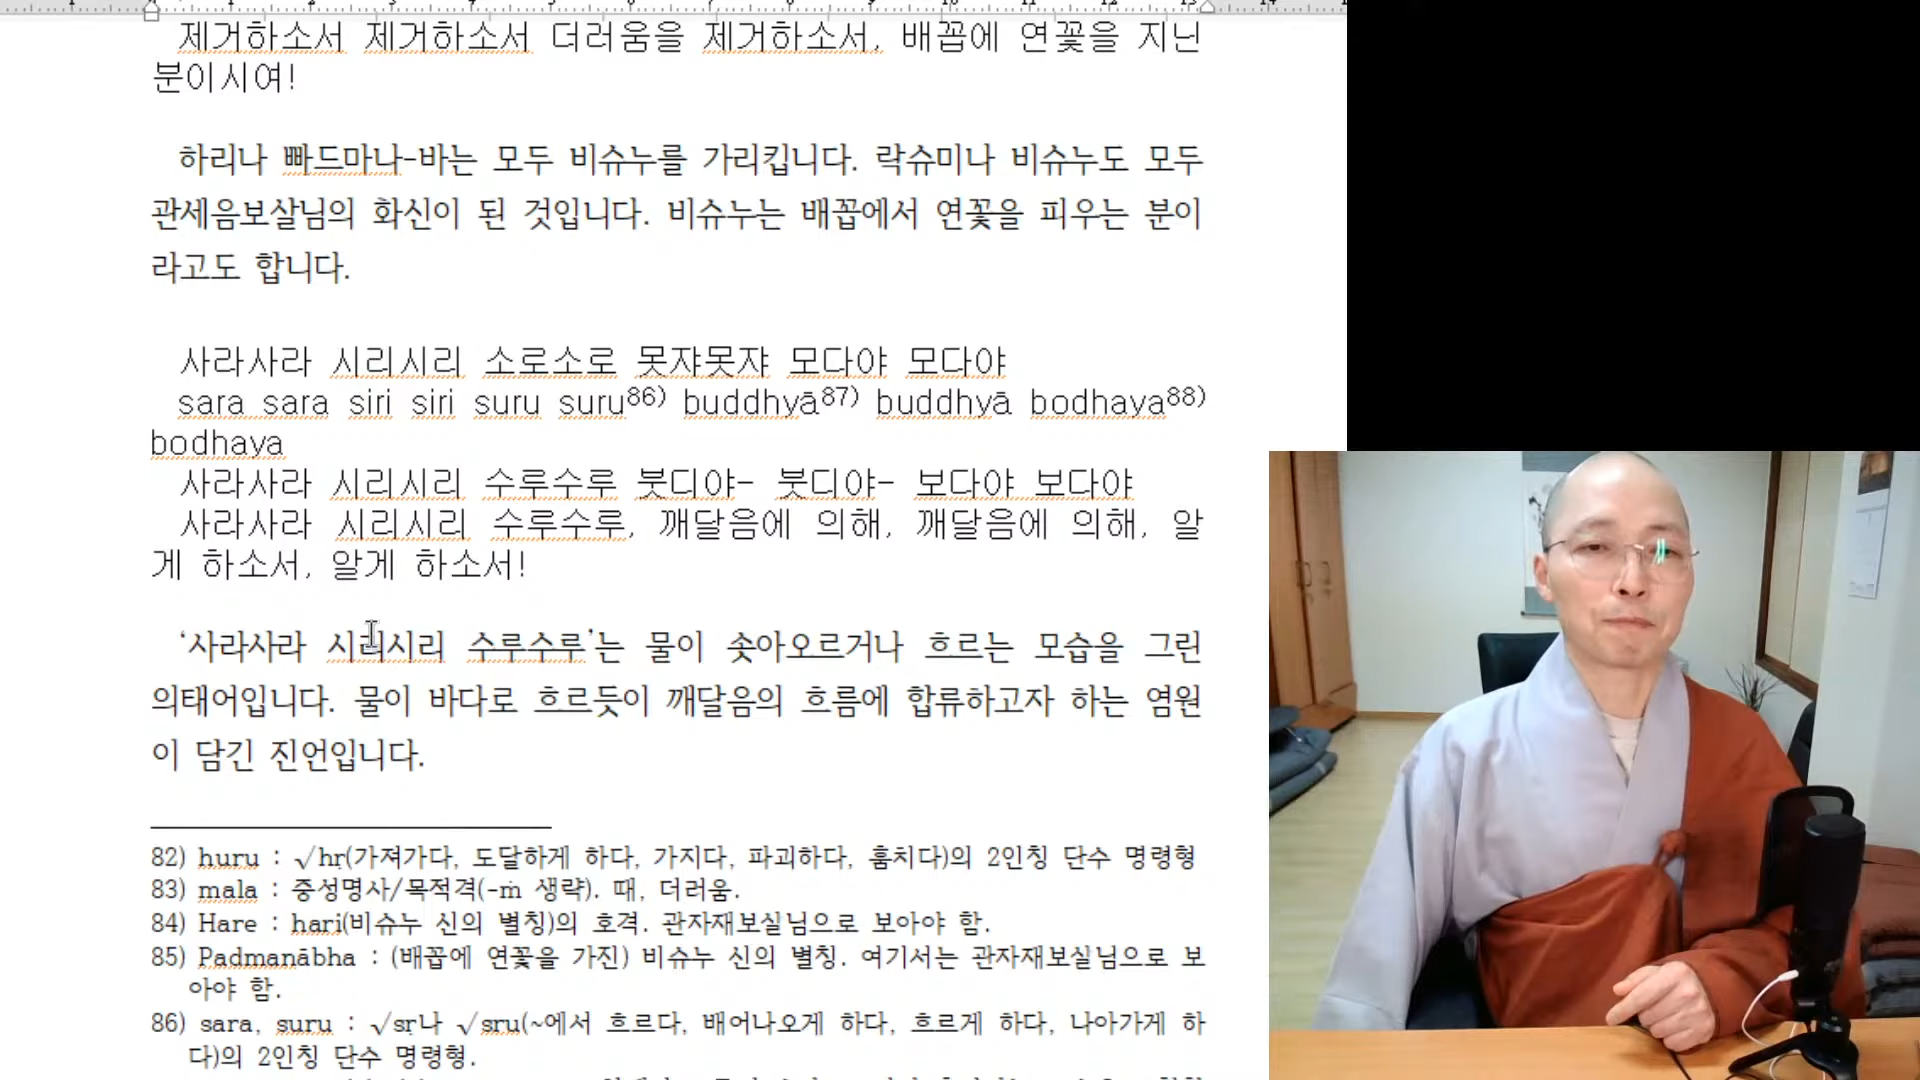 제거하소서 제거하소서 더러움을 제거하소서, 배꼽에 연꽃을 지닌
분이시여!
하리나 빠드마나-바는 모두 비슈누를 가리킵니다. 락슈미나 비슈누도 모두
관세음보살님의 화신이 된 것입니다. 비슈누는 배꼽에서 연꽃을 피우는 분이
라고도 합니다.
사라사라 시리시리 소로소로 못쟈못쟈 모다야 모다야
sara sara siri siri suru suru86) buddhyā87) buddhyā bodhaya88)
bodhaya
사라사라 시리시리 수루수루 붓디야- 붓디야- 보다야 보다야
사라사라 시리시리 수루수루, 깨달음에 의해, 깨달음에 의해, 알
게 하소서, 알게 하소서!
‘사라사라 시리시리 수루수루’는 물이 솟아오르거나 흐르는 모습을 그린
의태어입니다. 물이 바다로 흐르듯이 깨달음의 흐름에 합류하고자 하는 염원
이 담긴 진언입니다.
82) huru : √hṛ(가져가다, 도달하게 하다, 가지다, 파괴하다, 훔치다)의 2인칭 단수 명령형
83) mala : 중성명사/목적격(-ṁ 생략). 때, 더러움.
84) Hare : hari(비슈누 신의 별칭)의 호격. 관자재보실님으로 보아야 함.
85) Padmanābha : (배꼽에 연꽃을 가진) 비슈누 신의 별칭. 여기서는 관자재보실님으로 보
아야 함.
86) sara, suru : √sṛ나 √sru(~에서 흐르다, 배어나오게 하다, 흐르게 하다, 나아가게 하
다)의 2인칭 단수 명령형.